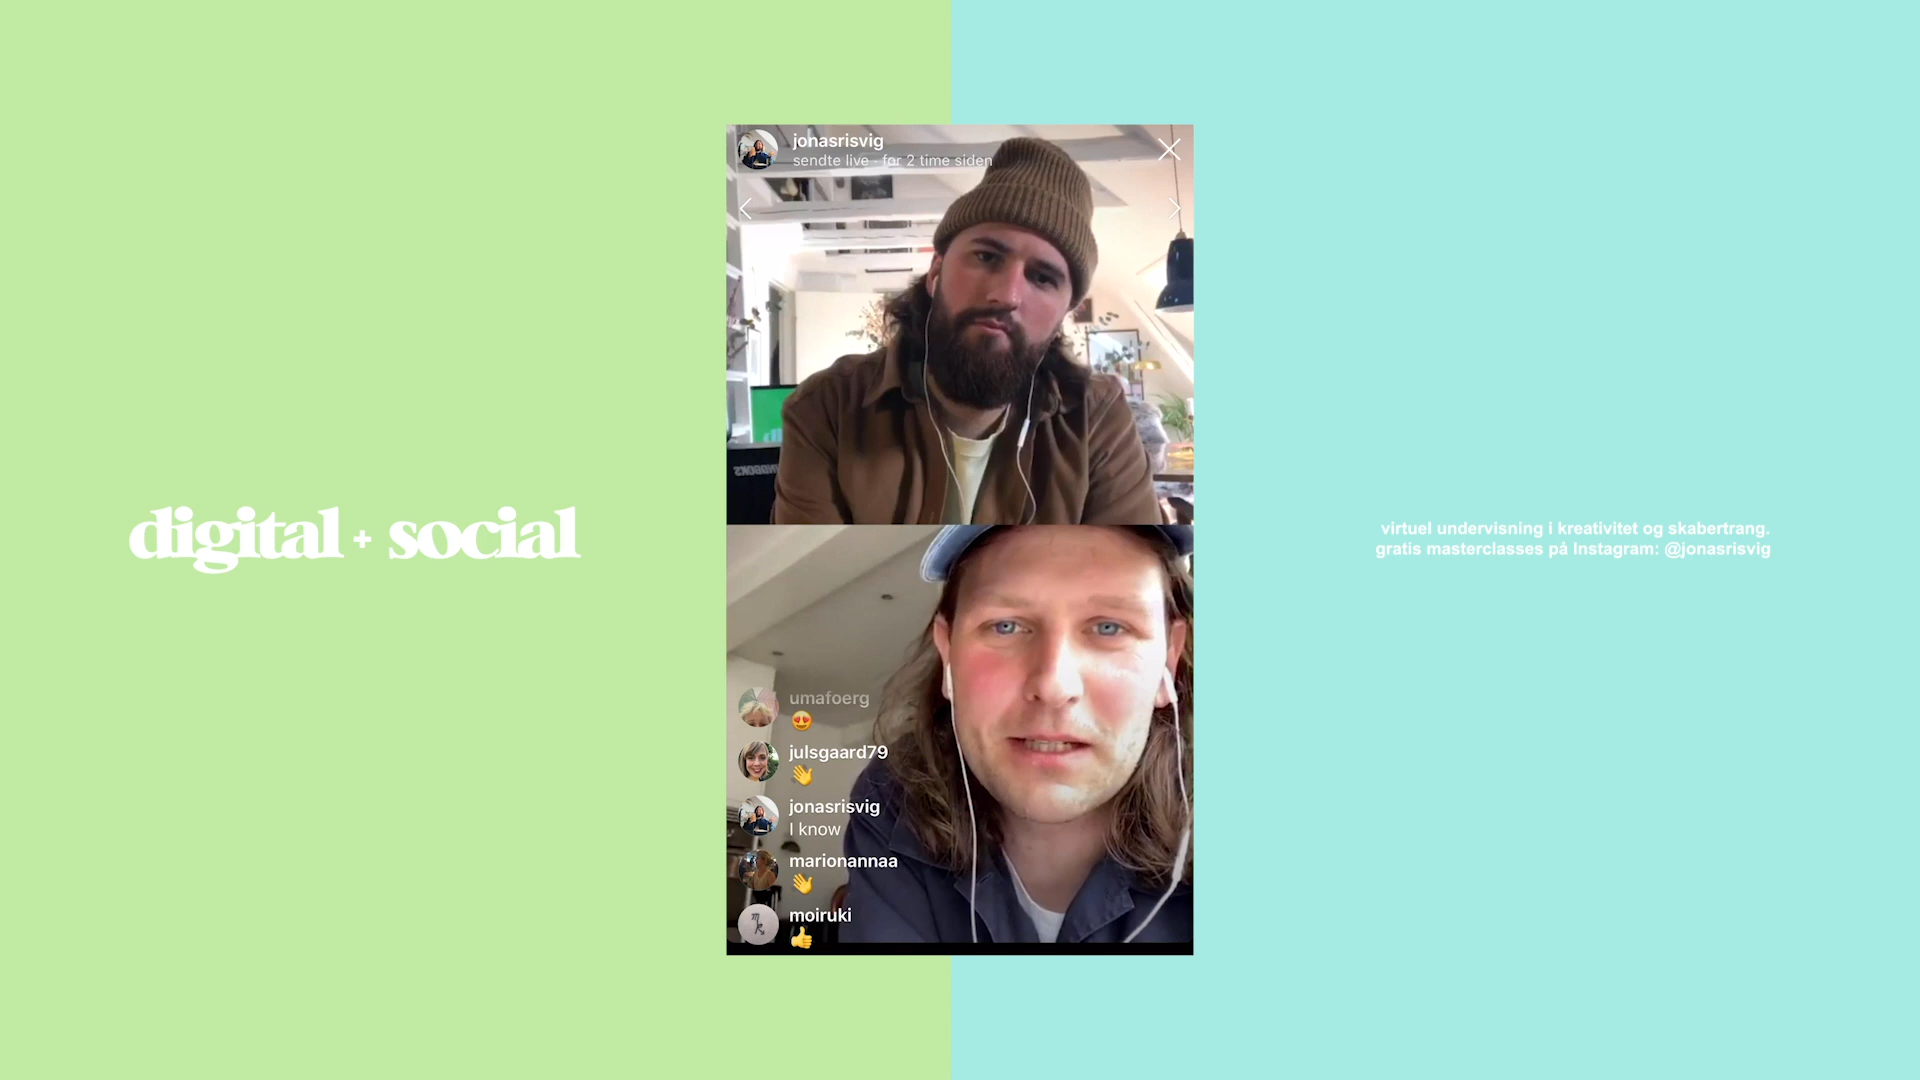 digital + social
jonasrisvig
sendte live · for 2 time siden
umafoerg
😍
julsgaard79
👋
jonasrisvig
I know
marionannaa
👋
moiruki
👍
virtuel undervisning i kreativitet og skabertrang.
gratis masterclasses på Instagram: @jonasrisvig